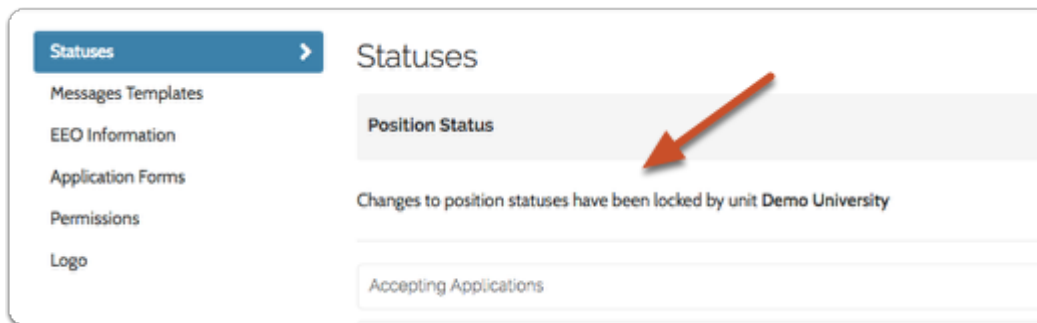 Statuses
Messages Templates
EEO Information
Application Forms
Permissions
Logo
Statuses
Position Status
Changes to position statuses have been locked by unit Demo University
Accepting Applications